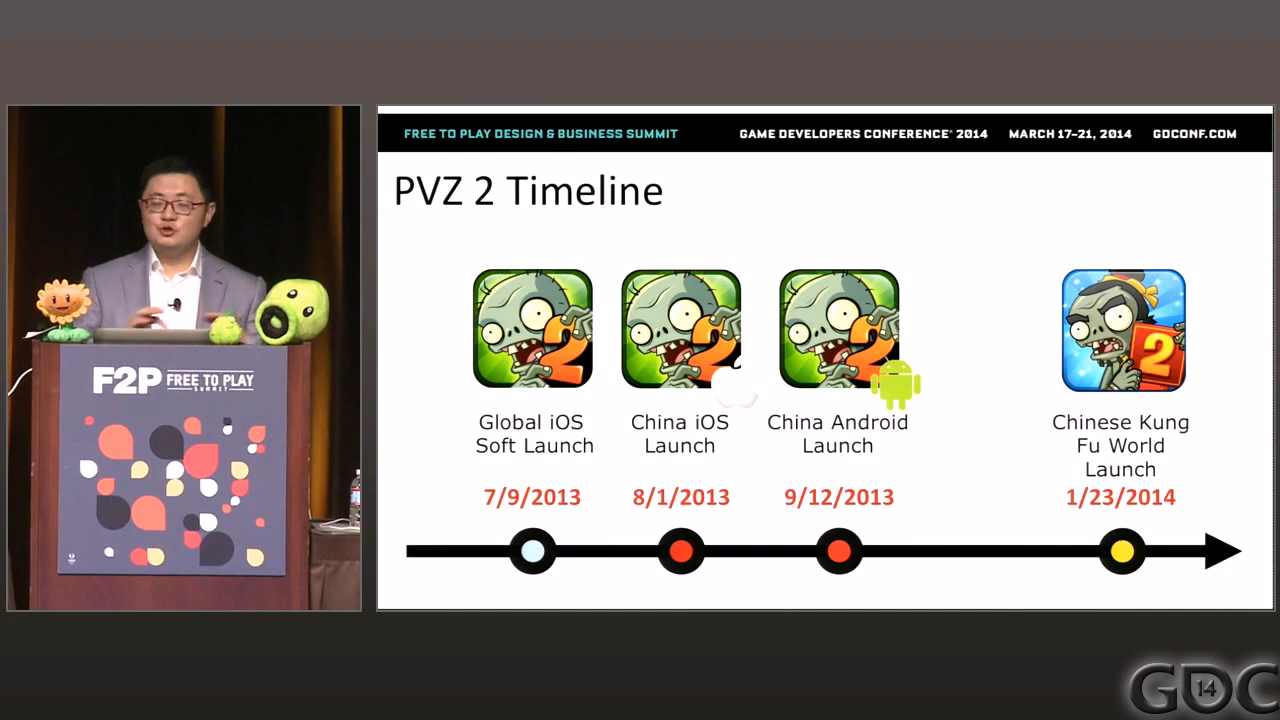 FREE TO PLAY DESIGN & BUSINESS SUMMIT
GAME DEVELOPERS CONFERENCE® 2014 MARCH 17–21, 2014 GDCONF.COM
PVZ 2 Timeline
2
2
2
2
Global iOS
Soft Launch
7/9/2013
China iOS
Launch
8/1/2013
China Android
Launch
9/12/2013
Chinese Kung
Fu World
Launch
1/23/2014
F2P FREE TO PLAY
SUMMIT
GDC
14